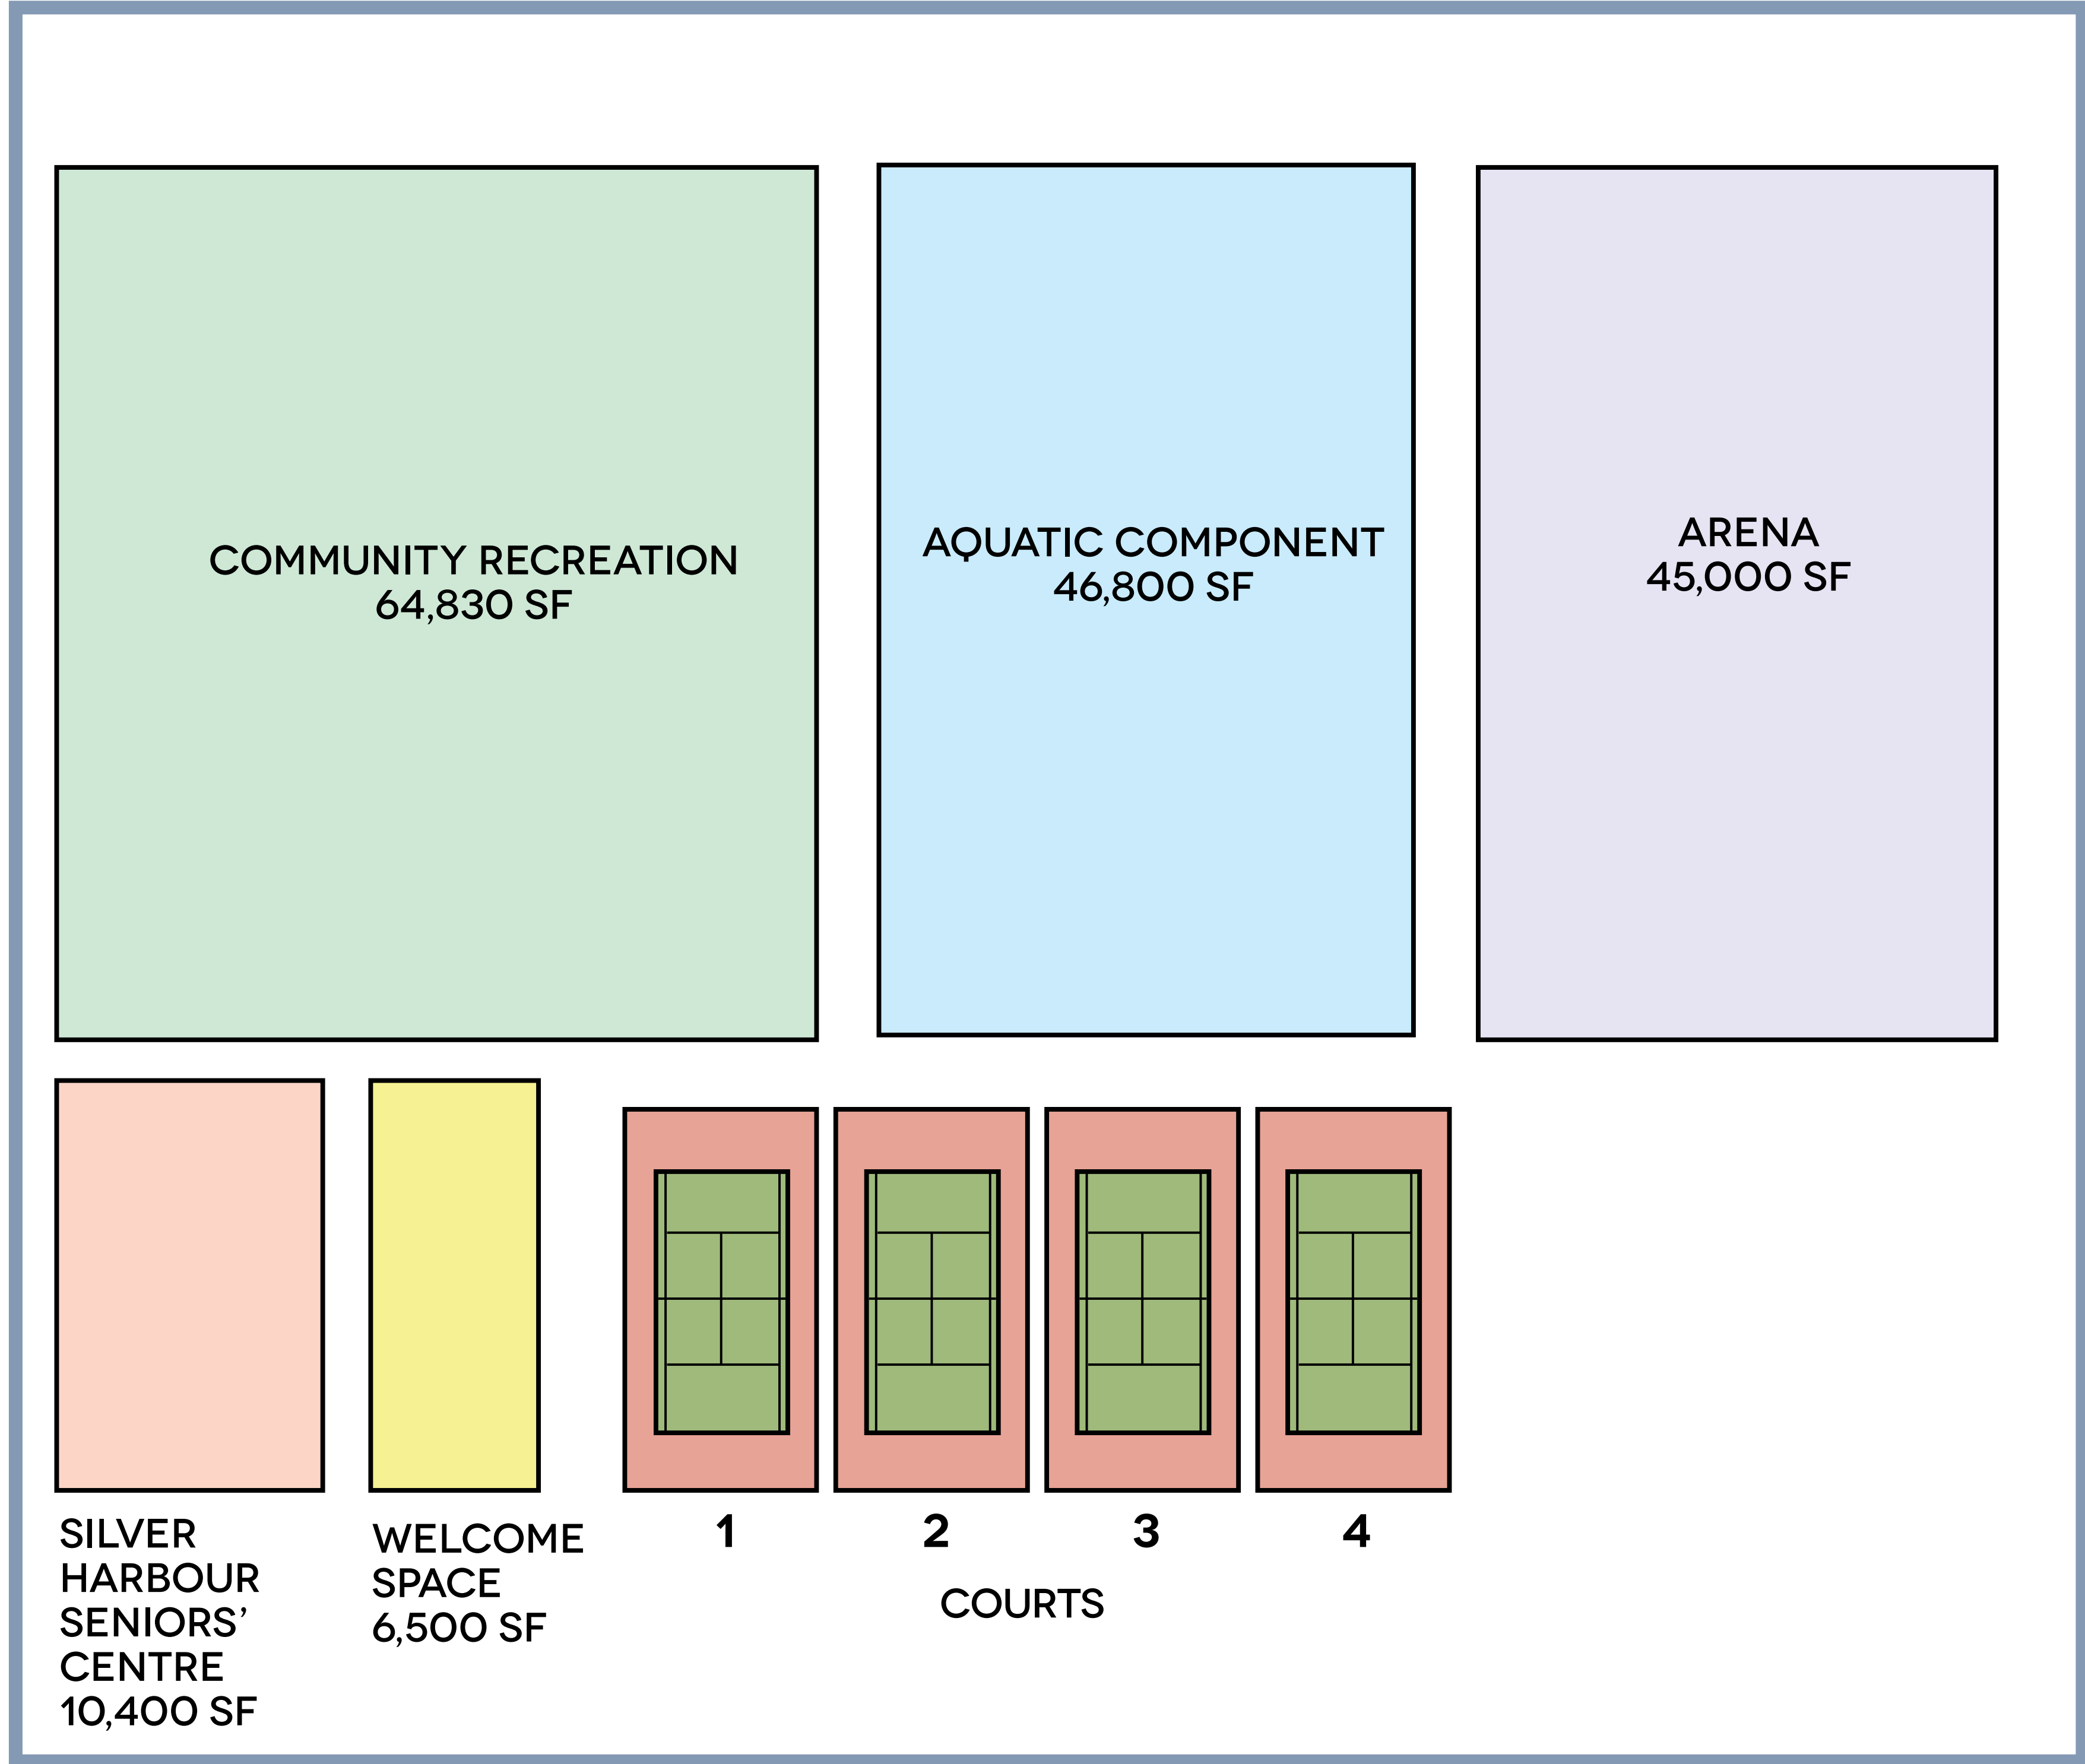 COMMUNITY RECREATION
64,830 SF
AQUATIC COMPONENT
46,800 SF
ARENA
45,000 SF
SILVER
HARBOUR
SENIORS'
CENTRE
10,400 SF
WELCOME
SPACE
6,500 SF
1
2
3
4
COURTS